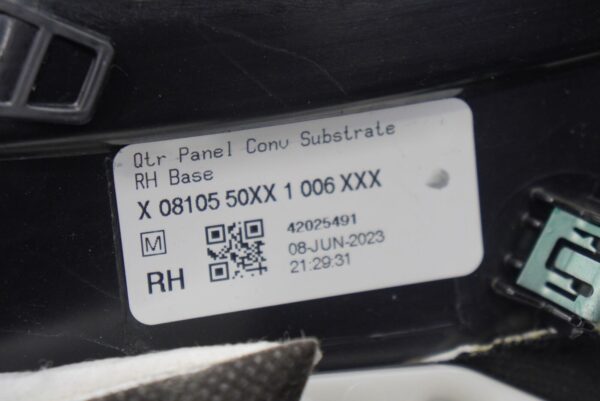 Qtr Panel Conv Substrate
RH Base
X 08105 50XX 1 006 XXX
M
RH
42025491
08-JUN-2023
21:29:31